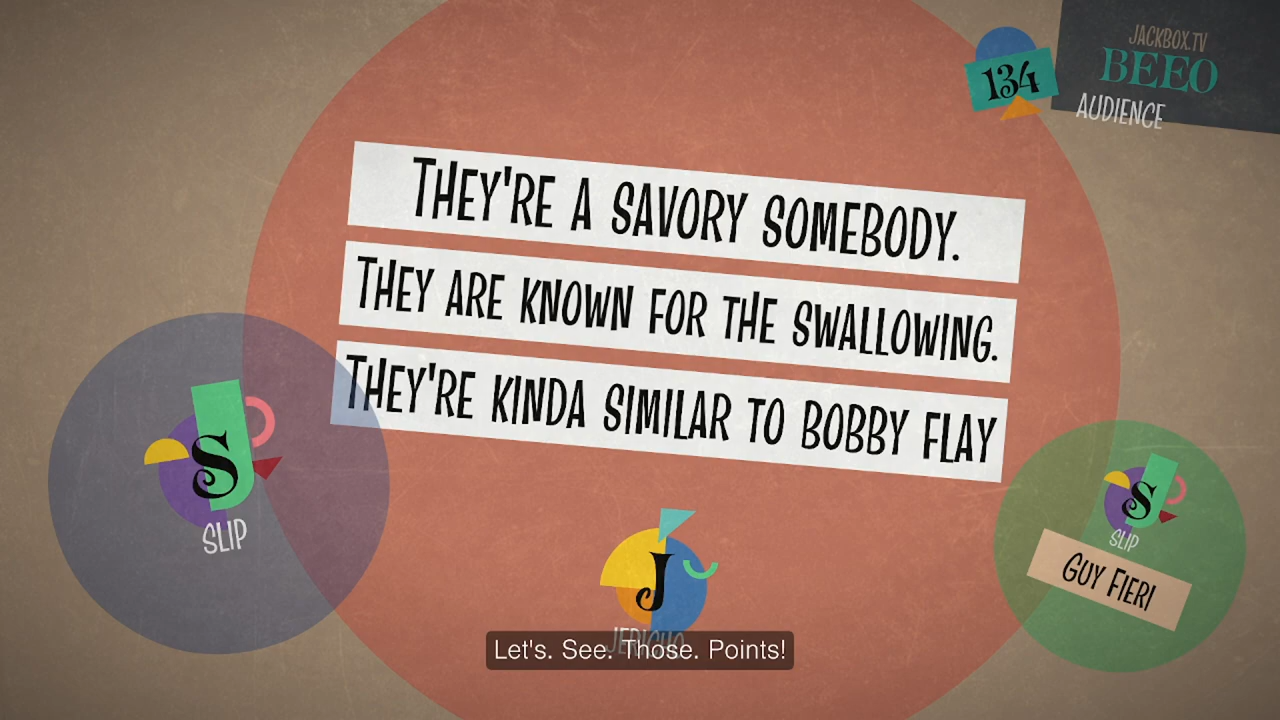 JACKBOX.TV
BEEO
134
AUDIENCE
THEY'RE A SAVORY SOMEBODY.
THEY ARE KNOWN FOR THE SWALLOWING.
THEY'RE KINDA SIMILAR TO BOBBY FLAY
S
SLIP
S
SLIP
GUY FIERI
J
JERICHO
Let's. See. Those. Points!